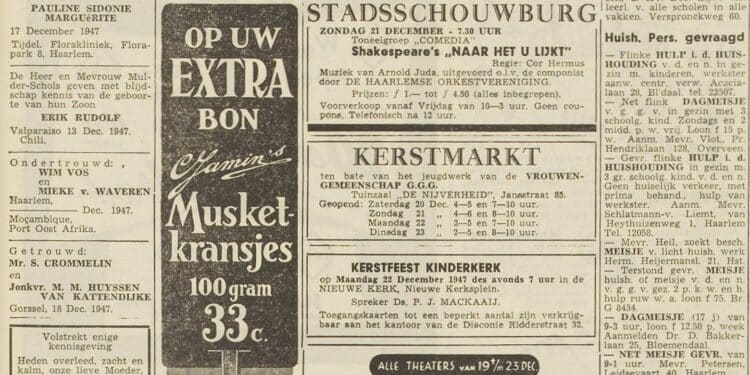 PAULINE SIDONIE
MARGUÉRITE
17 December 1947
Tijdel. Florakliniek, Flora-
park 8, Haarlem.
De Heer en Mevrouw Mul-
der-Schols geven met blijd-
schap kennis van de geboor-
te van hun Zoon
ERIK RUDOLF
Valparaiso 13 Dec. 1947.
Chili.
Ondertrouwd:
WIM VOS
en
MIEKE v. WAVEREN
Haarlem,
Dec. 1947.
Moçambique,
Port Oost Afrika.
Getrouwd:
Mr. S. CROMMELIN
en
Jonkvr. M. M. HUYSSEN
VAN KATTENDIJKE
Gorssel, 18 Dec. 1947.
Volstrekt enige
kennisgeving
Heden overleed, zacht en
kalm, onze lieve Moeder,
OP UW
EXTRA
BON
C. Jamin's
Musket-
kransjes
100 gram
33 c.
STADSSCHOUWBURG
ZONDAG 21 DECEMBER - 7.30 UUR
Toneelgroep „COMEDIA"
Shakespeare's „NAAR HET U LIJKT"
Regie: Cor Hermus
Muziek van Arnold Juda, uitgevoerd o.l.v. de componist
door DE HAARLEMSE ORKESTVERENIGING.
Prijzen: ƒ 1.— tot ƒ 4.50 (alles inbegrepen).
Voorverkoop vanaf Vrijdag van 10—3 uur. Geen cou-
pons, Telefonisch na 12 uur.
KERSTMARKT
ten bate van het jeugdwerk van de VROUWEN-
GEMEENSCHAP G.G.G.
Tuinzaal „DE NIJVERHEID", Jansstraat 85.
Geopend: Zaterdag 20 Dec. 4—5 en 7—10 uur.
Zondag 21 „ 4—6 en 8—10 uur.
Maandag 22 „ 2—5 en 7—10 uur.
Dinsdag 23 „ 2—5 en 8—10 uur.
KERSTFEEST KINDERKERK
op Maandag 22 December 1947 des avonds 7 uur in de
NIEUWE KERK, Nieuwe Kerksplein.
Spreker Ds. P. J. MACKAAIJ.
Toegangskaarten tot een beperkt aantal zijn verkrijg-
baar aan het kantoor van de Diaconie Ridderstraat 32.
ALLE THEATERS VAN 19 t/m 23 DEC.
leerl. v. alle scholen in alle
vakken. Verspronckweg 60.
Huish. Pers. gevraagd
— Flinke HULP i. d. HUIS-
HOUDING v. d. en n. in ge-
zin m. kinderen, werkster
aanw. centr. verw. Acacia-
laan 28, Bl'daal. tel. 23507.
— Net flink DAGMEISJE
v. g. g. v. in gezin met 3
schoolg. kind. Zondags en 2
midd. p. w. vrij. Loon f 15 p.
w. Aanm. Mevr. Vlot., Pr.
Hendriklaan 128, Overveen.
— Gevr. flinke HULP i. d.
HUISHOUDING in gezin m.
3 gr. schoolg. kind. v. d. en n.
Geen huiselijk verkeer, met
prima behand., hulp van
werkster. Aanm. Mevr.
Schlatmann-v. Liemt, van
Heythuizenweg 1, Haarlem
Tel. 12058.
— Mevr. Heil, zoekt besch.
MEISJE v. licht huish. werk
Herm. Heijermansl. 21, Hst.
— Terstond gevr. MEISJE
huish. of meisje v. d. en n.
v. g. g. v. gez. 2 p. k. w. en h.
hulp ruw w. a. loon f 75. Br.
G 8434.
— DAGMEISJE (17 j) van
9-3 uur, loon f 12.50 p. week
Aanmelden Dr. D. Bakker-
laan 25, Bloemendaal.
— NET MEISJE GEVR. van
9-1 uur. Mevr. Petersen,
Leidsevaart 40, Haarlem